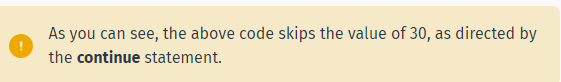 As you can see, the above code skips the value of 30, as directed by
the continue statement.